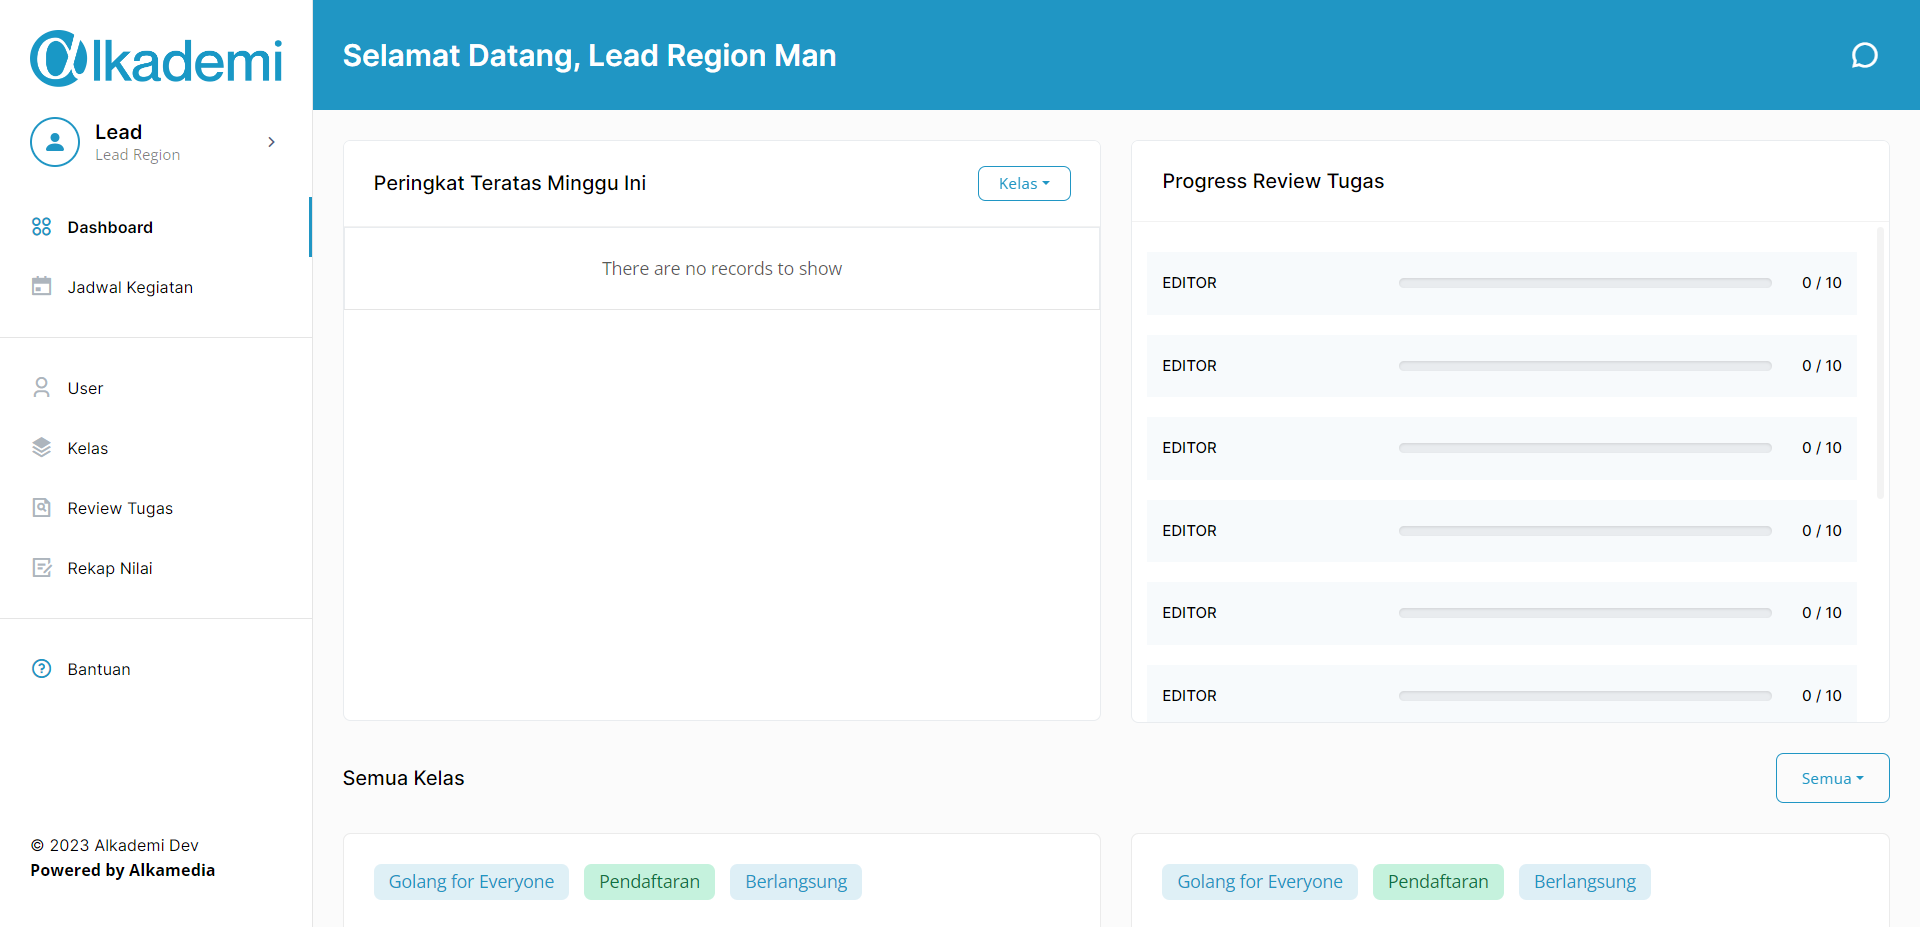 @lkademi
Selamat Datang, Lead Region Man
Lead
Lead Region
Dashboard
Jadwal Kegiatan
User
Kelas
Review Tugas
Rekap Nilai
Bantuan
© 2023 Alkademi Dev
Powered by Alkamedia
Peringkat Teratas Minggu Ini
Kelas
There are no records to show
Progress Review Tugas
EDITOR 0 / 10
EDITOR 0 / 10
EDITOR 0 / 10
EDITOR 0 / 10
EDITOR 0 / 10
EDITOR 0 / 10
Semua Kelas
Semua
Golang for Everyone Pendaftaran Berlangsung
Golang for Everyone Pendaftaran Berlangsung